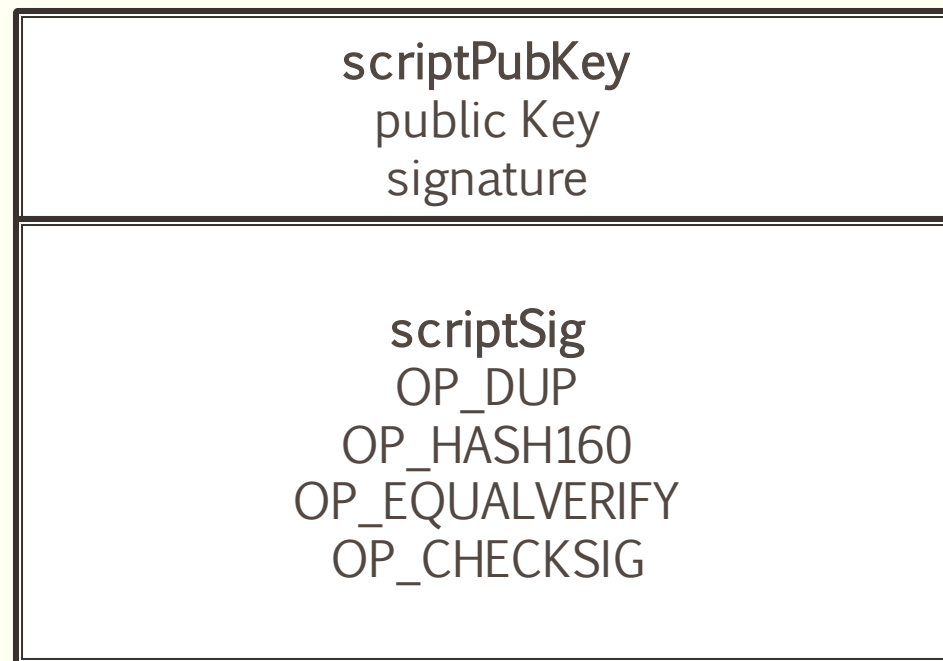 scriptPubKey
public Key
signature
scriptSig
OP_DUP
OP_HASH160
OP_EQUALVERIFY
OP_CHECKSIG